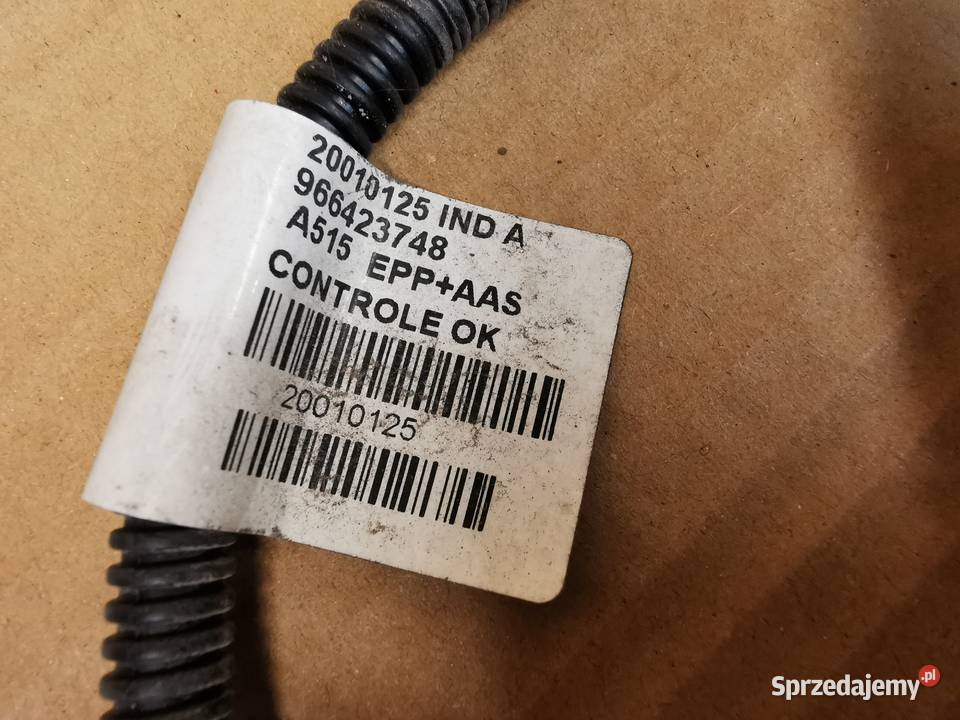 20010125 IND A
966423748
A515 EPP+AAS
CONTROLE OK
20010125
Sprzedajemy.pl